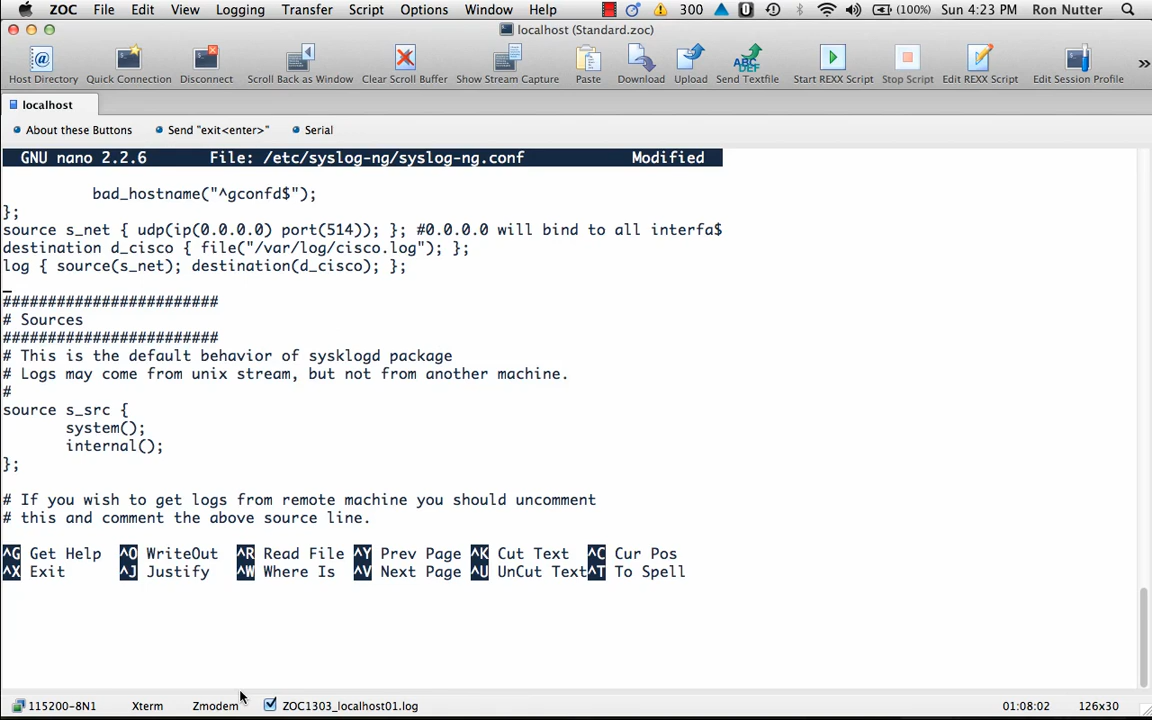 ZOC File Edit View Logging Transfer Script Options Window Help 300 (100%) Sun 4:23 PM Ron Nutter
localhost (Standard.zoc)
Host Directory Quick Connection Disconnect Scroll Back as Window Clear Scroll Buffer Show Stream Capture Paste Download Upload Send Textfile Start REXX Script Stop Script Edit REXX Script Edit Session Profile
localhost
About these Buttons Send "exit<enter>" Serial
GNU nano 2.2.6 File: /etc/syslog-ng/syslog-ng.conf Modified
bad_hostname("^gconfd$");
};
source s_net { udp(ip(0.0.0.0) port(514)); }; #0.0.0.0 will bind to all interfa$
destination d_cisco { file("/var/log/cisco.log"); };
log { source(s_net); destination(d_cisco); };
########################
# Sources
########################
# This is the default behavior of sysklogd package
# Logs may come from unix stream, but not from another machine.
#
source s_src {
system();
internal();
};
# If you wish to get logs from remote machine you should uncomment
# this and comment the above source line.
^G Get Help ^O WriteOut ^R Read File ^Y Prev Page ^K Cut Text ^C Cur Pos
^X Exit ^J Justify ^W Where Is ^V Next Page ^U UnCut Text ^T To Spell
115200-8N1 Xterm Zmodem ZOC1303_localhost01.log 01:08:02 126x30